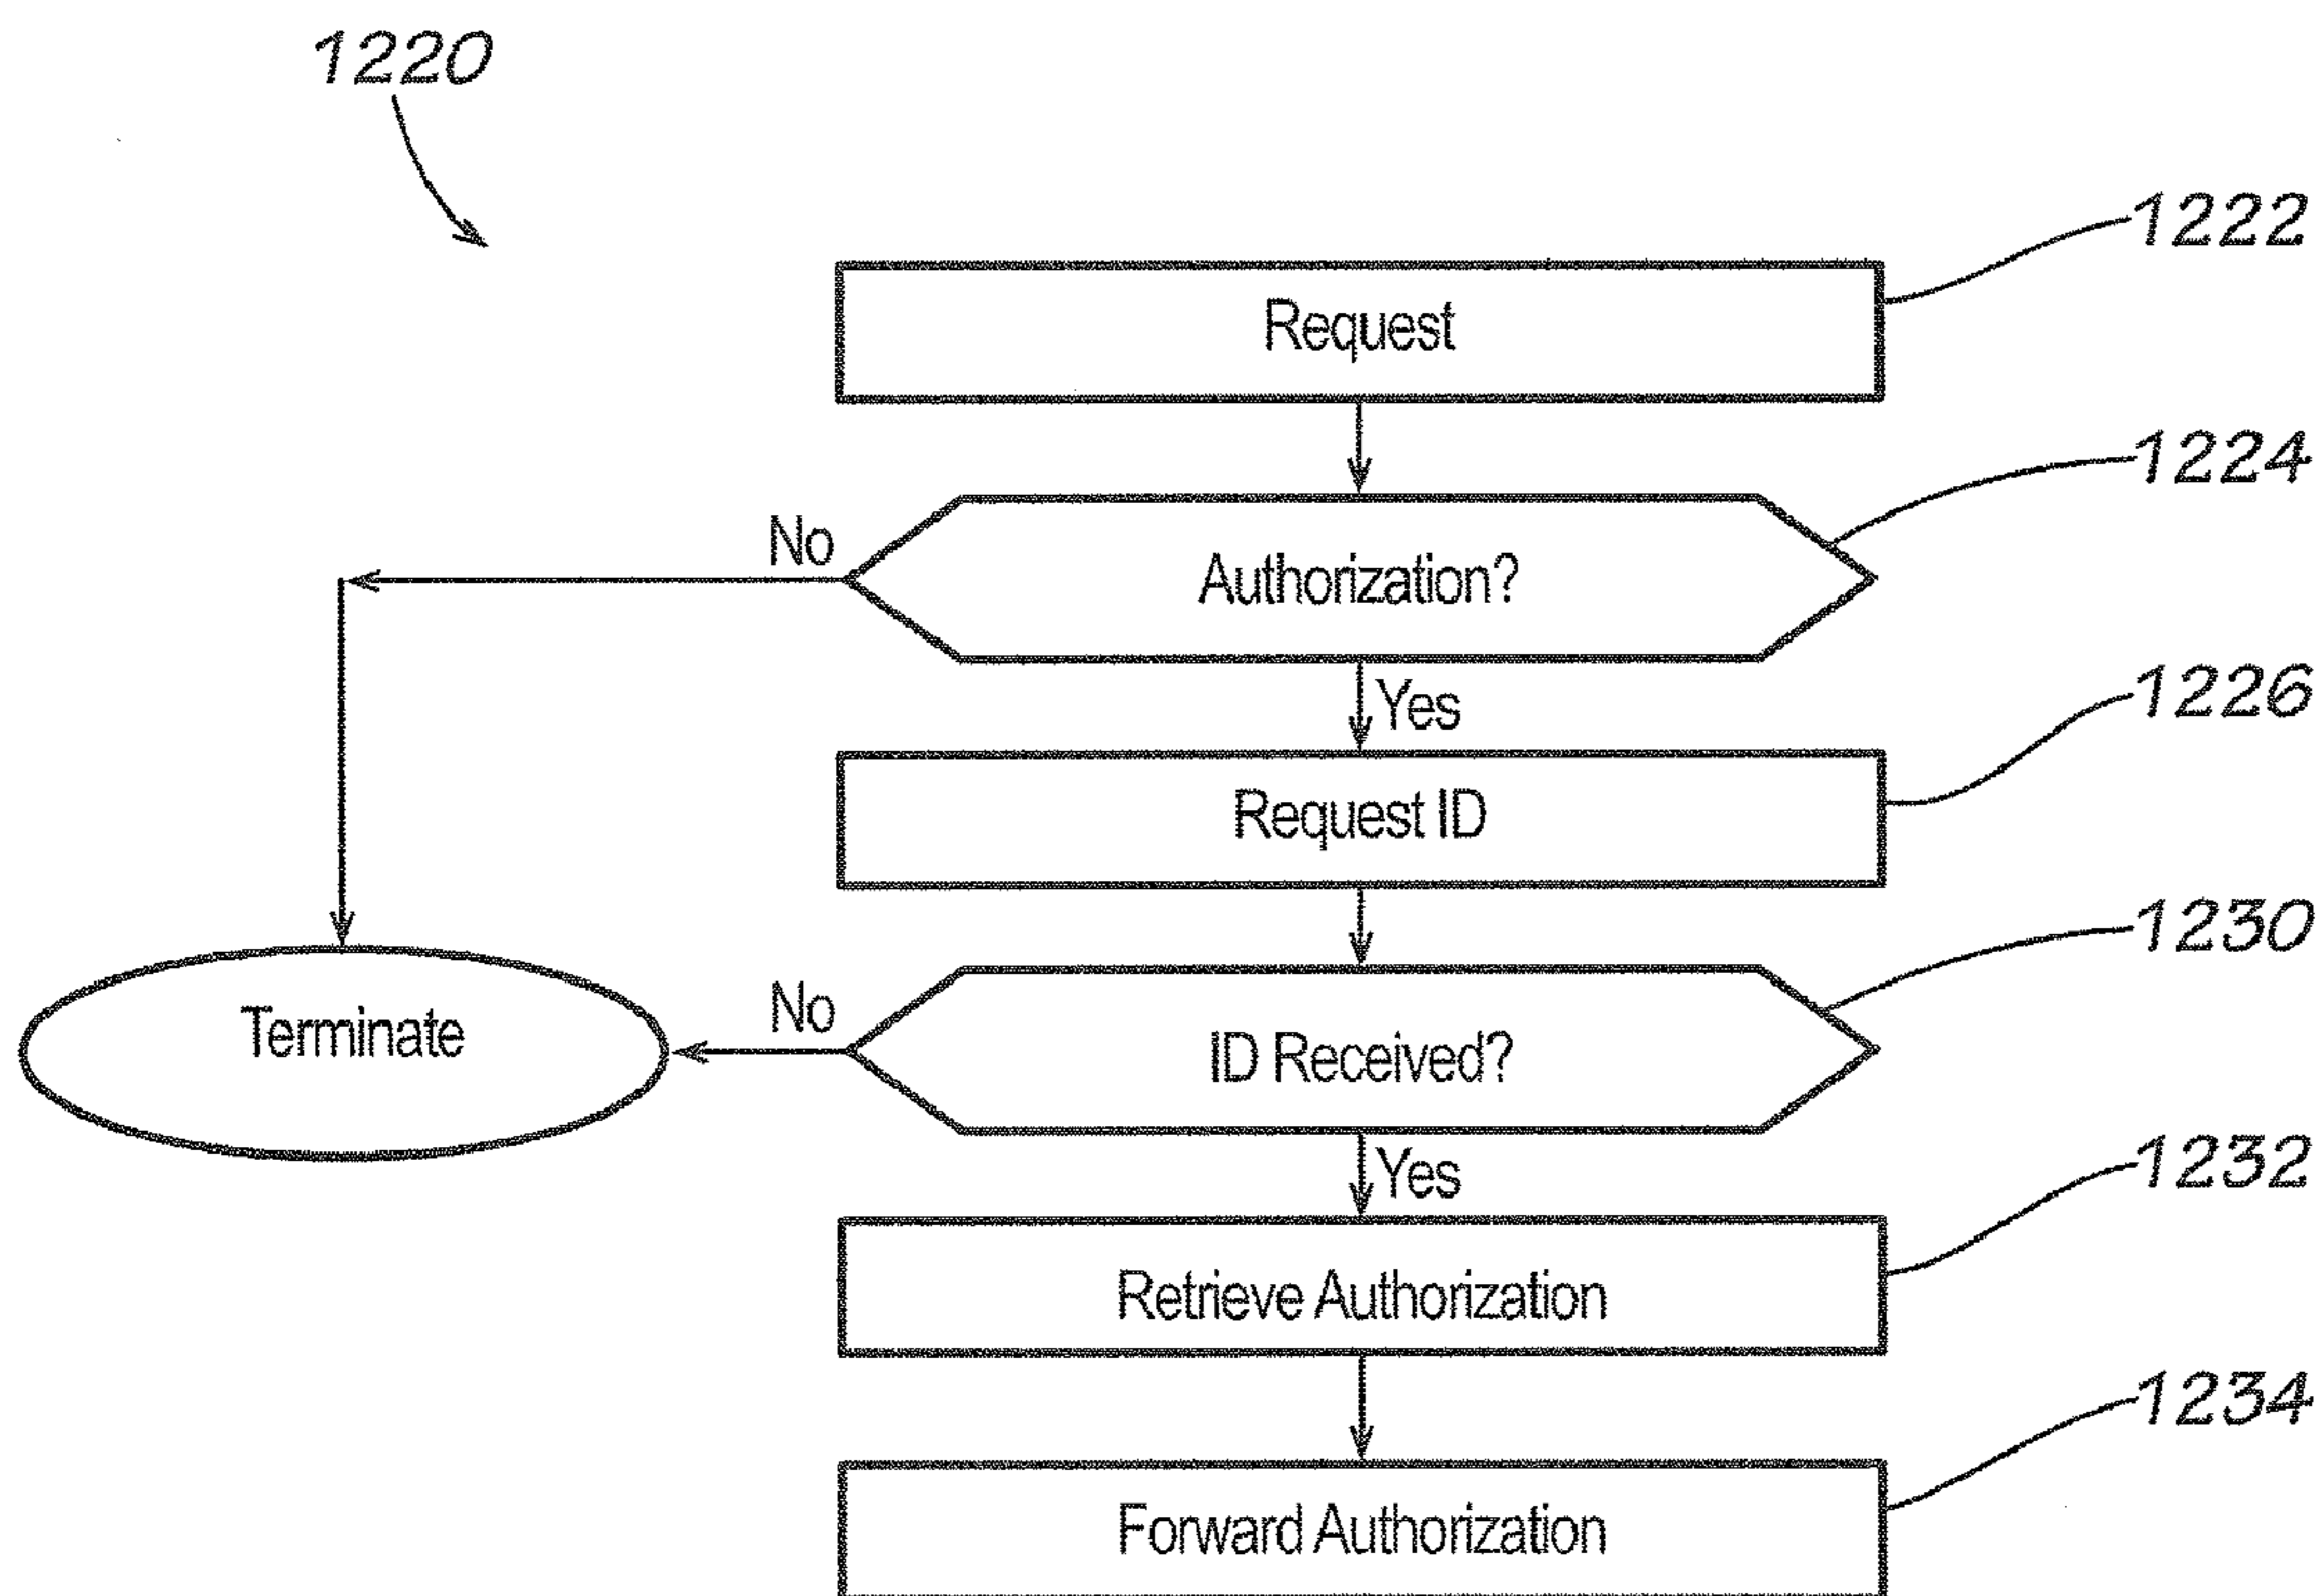 1220
1222
Request
1224
No
Authorization?
Yes
1226
Request ID
1230
No
Terminate
ID Received?
Yes
1232
Retrieve Authorization
1234
Forward Authorization